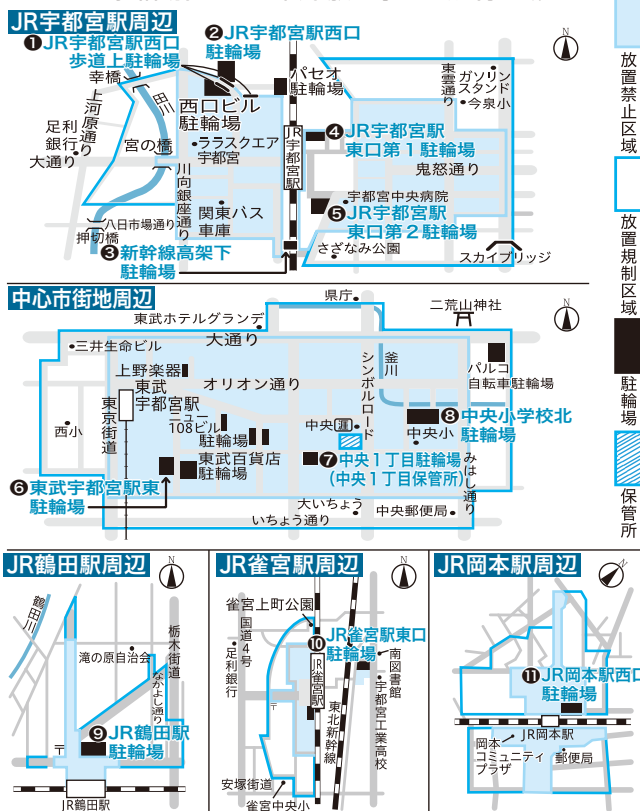 JR宇都宮駅周辺
❶JR宇都宮駅西口
歩道上駐輪場
❷JR宇都宮駅西口
駐輪場
N
幸橋
田川
上河原通り
足利
銀行
大通り
宮の橋
西口ビル
駐輪場
パセオ
駐輪場
ララスクエア
宇都宮
JR宇都宮駅
川向銀座通り
関東バス
車庫
八日市場通り
押切橋
❸新幹線高架下
駐輪場
東雲通り
ガソリン
スタンド
今泉小
❹JR宇都宮駅
東口第1駐輪場
鬼怒通り
宇都宮中央病院
❺JR宇都宮駅
東口第2駐輪場
さざなみ公園
スカイブリッジ
放置禁止区域
放置規制区域
駐輪場
保管所
中心市街地周辺
県庁
二荒山神社
N
東武ホテルグランデ
大通り
三井生命ビル
上野楽器
東武
宇都宮駅
オリオン通り
シンボルロード
釜川
パルコ
自転車駐輪場
東京街道
西小
ニュー
108ビル
駐輪場
東武百貨店
駐輪場
中央
❽中央小学校北
駐輪場
中央小
❼中央1丁目駐輪場
(中央1丁目保管所)
みはし通り
❻東武宇都宮駅東
駐輪場
大いちょう
いちょう通り
中央郵便局
JR鶴田駅周辺
N
鶴田川
栃木街道
滝の原自治会
なかよし通り
❾JR鶴田駅
駐輪場
〒
JR鶴田駅
JR雀宮駅周辺
N
雀宮上町公園
国道4号
足利銀行
❿JR雀宮駅東口
駐輪場
JR雀宮駅
南図書館
宇都宮工業高校
東北新幹線
〒
安塚街道
雀宮中央小
JR岡本駅周辺
N
⓫JR岡本駅西口
駐輪場
JR岡本駅
岡本
コミュニティ
プラザ
郵便局